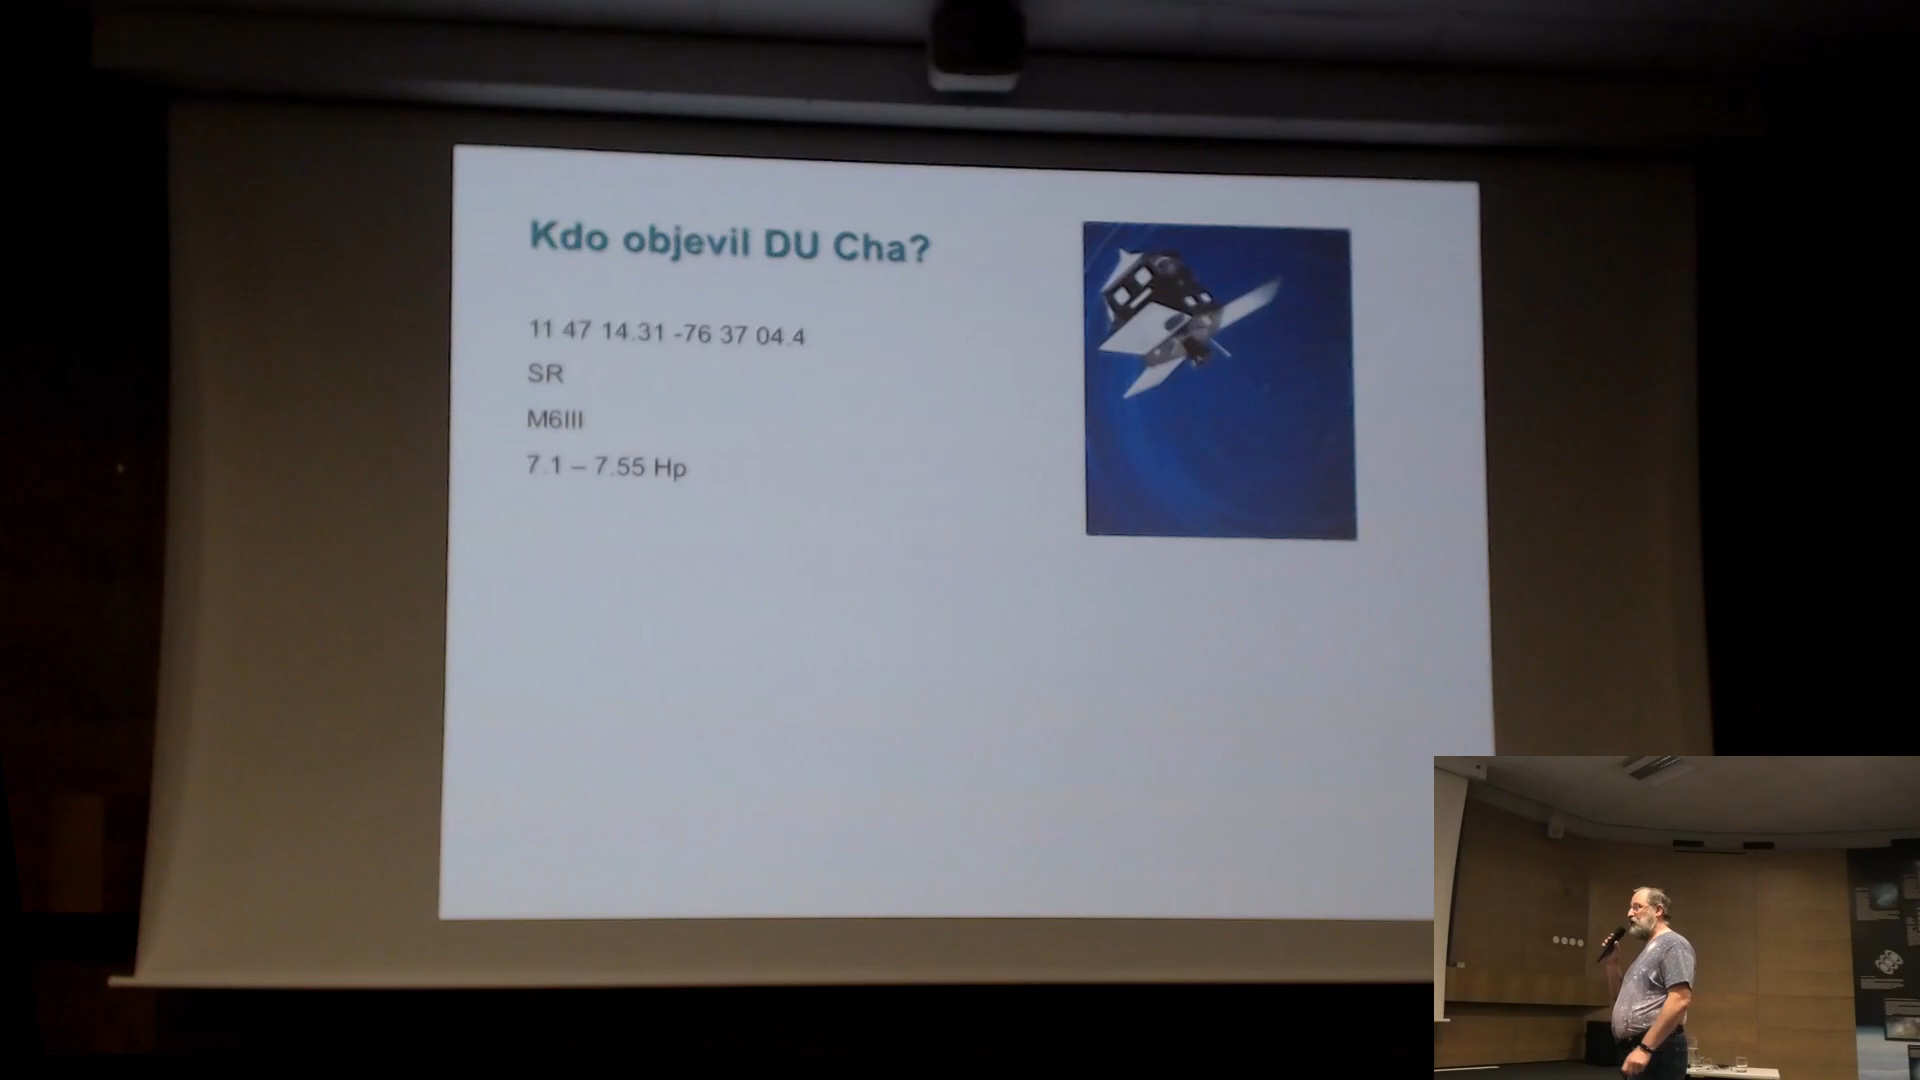 Kdo objevil DU Cha?
11 47 14.31 -76 37 04.4
SR
M6III
7.1 – 7.55 Hp